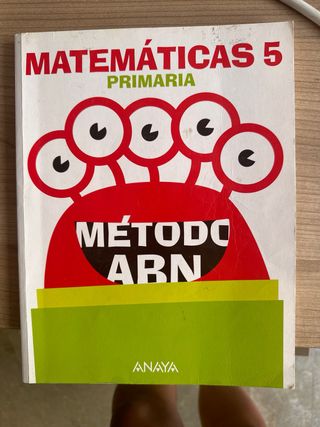 MATEMÁTICAS 5
PRIMARIA
MÉTODO
ABN
ANAYA